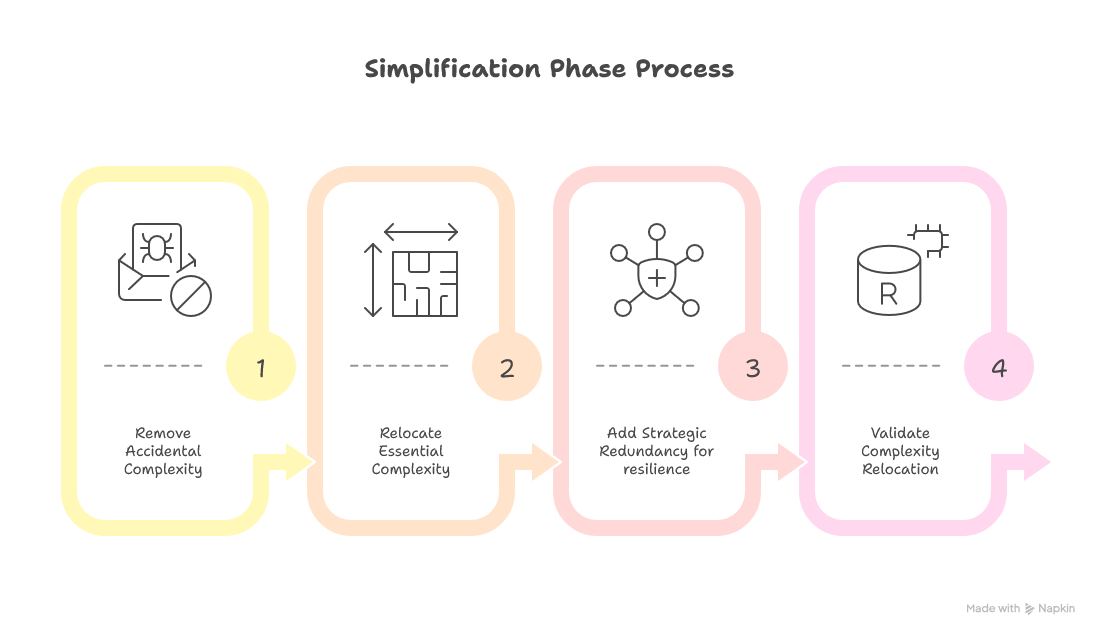 Simplification Phase Process
R
1
2
3
4
Remove
Accidental
Complexity
Relocate
Essential
Complexity
Add Strategic
Redundancy for
resilience
Validate
Complexity
Relocation
Made with Napkin